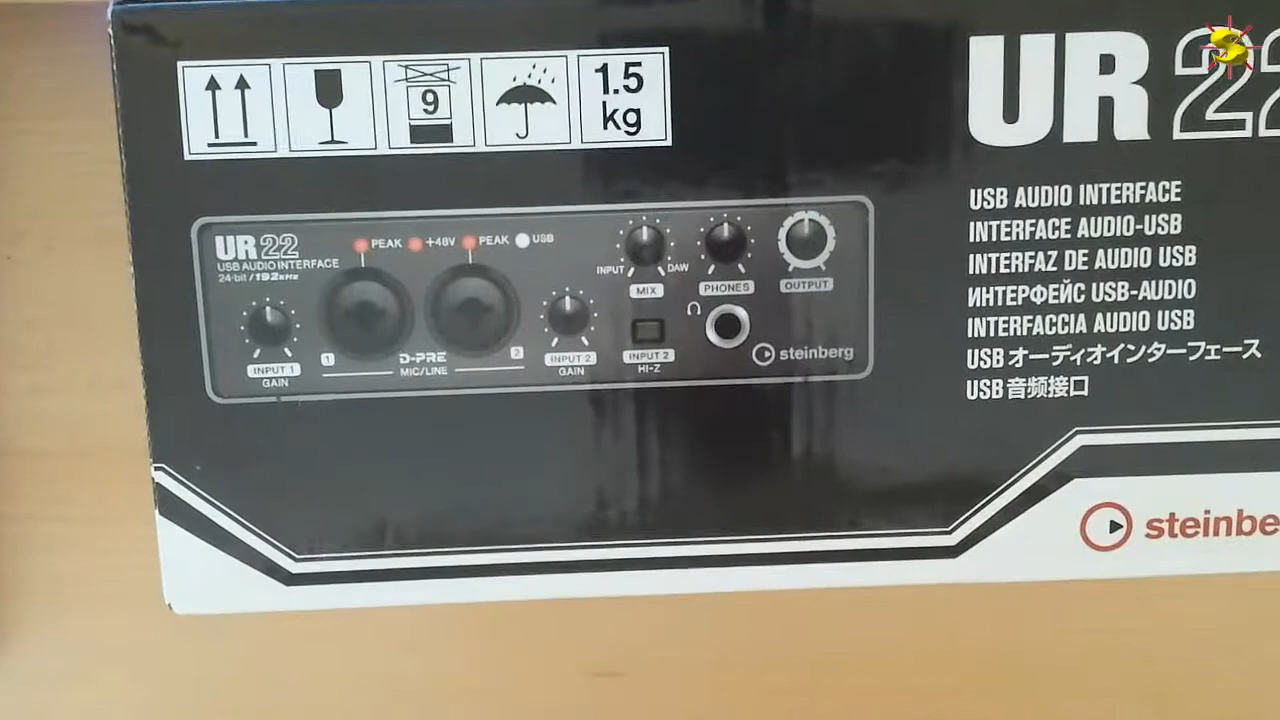 9
1.5
kg
UR 22
USB AUDIO INTERFACE
INTERFACE AUDIO-USB
INTERFAZ DE AUDIO USB
ИНТЕРФЕЙС USB-AUDIO
INTERFACCIA AUDIO USB
USB オーディオインターフェース
USB 音频接口
UR22
USB AUDIO INTERFACE
24-bit / 192kHz
PEAK +48V PEAK USB
INPUT DAW
MIX PHONES OUTPUT
1 D-PRE 2
MIC/LINE
INPUT 1
GAIN
INPUT 2
GAIN
INPUT 2
HI-Z
steinberg
steinbe
S